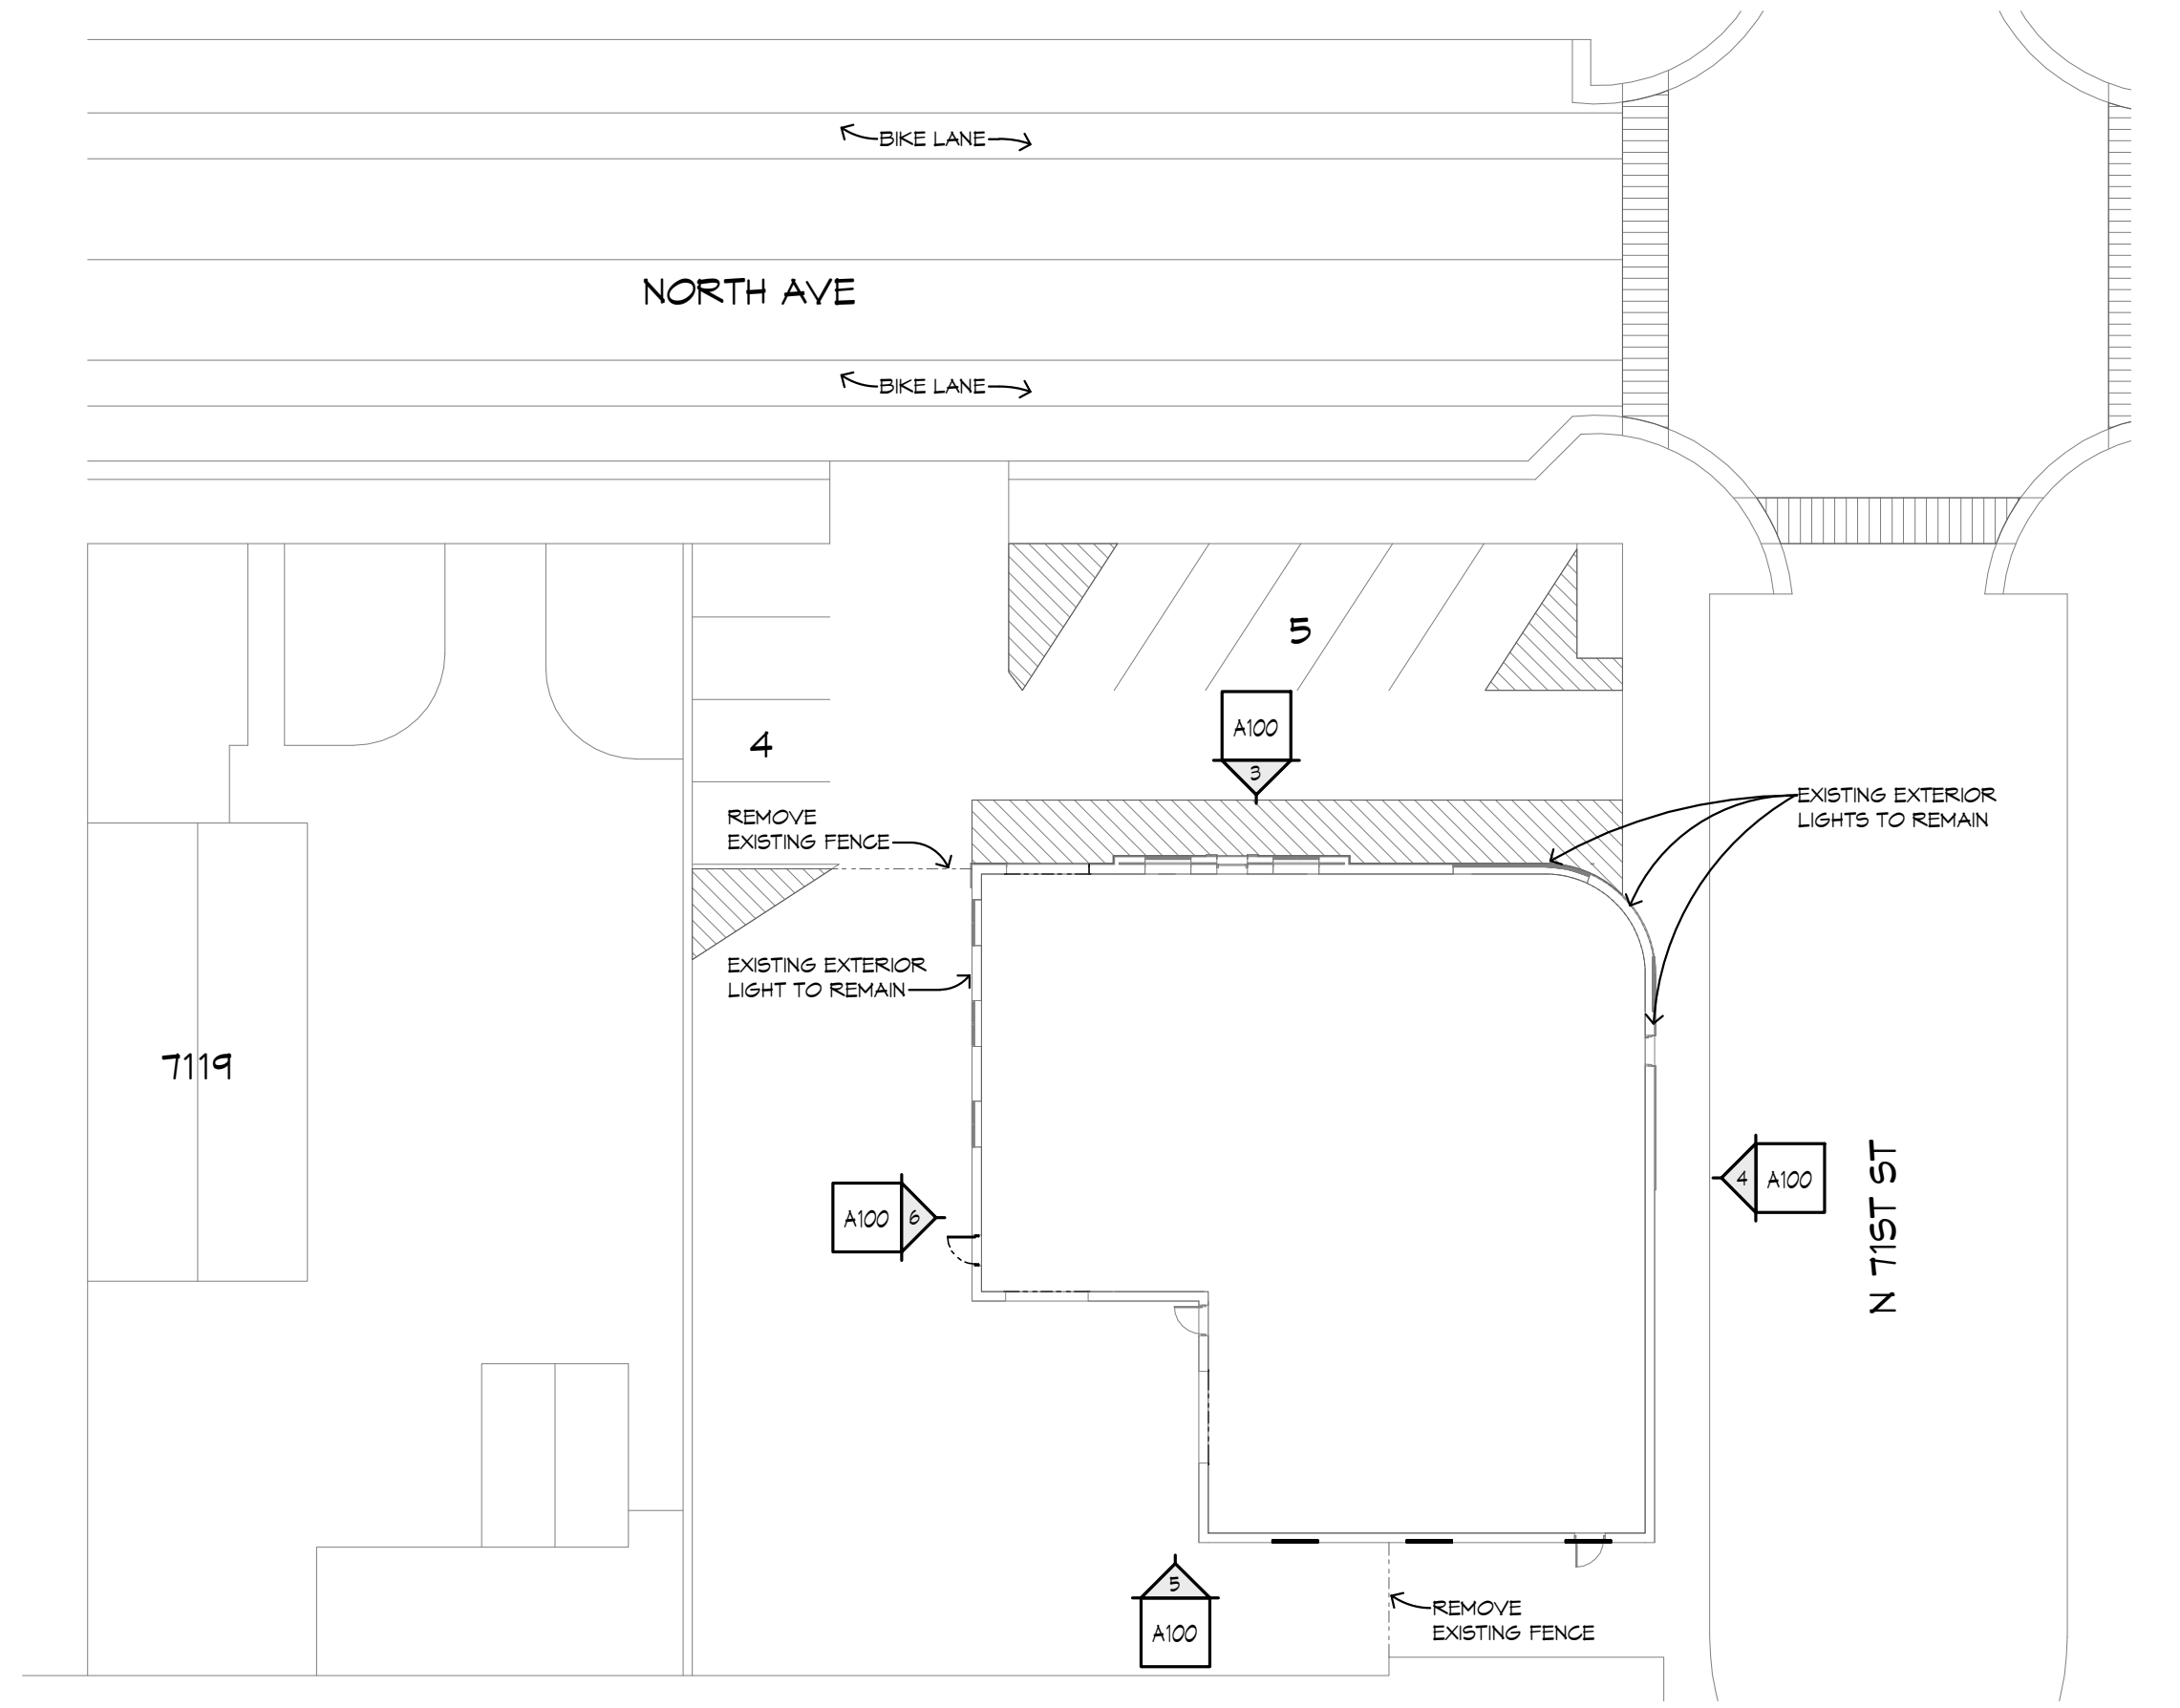 BIKE LANE
NORTH AVE
BIKE LANE
5
A100
3
4
REMOVE
EXISTING FENCE
EXISTING EXTERIOR
LIGHTS TO REMAIN
EXISTING EXTERIOR
LIGHT TO REMAIN
7119
A100
6
4
A100
N 71ST ST
5
A100
REMOVE
EXISTING FENCE